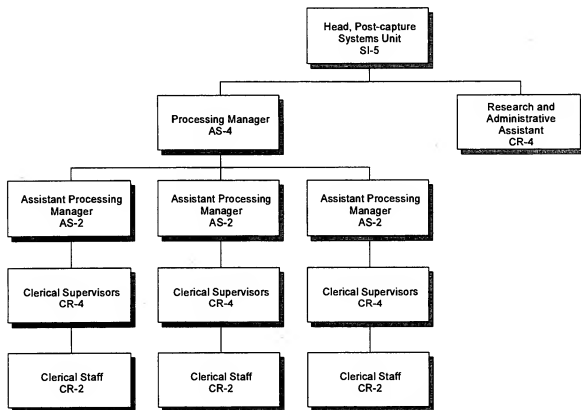 Head, Post-capture
Systems Unit
SI-5
Processing Manager
AS-4
Research and
Administrative
Assistant
CR-4
Assistant Processing
Manager
AS-2
Assistant Processing
Manager
AS-2
Assistant Processing
Manager
AS-2
Clerical Supervisors
CR-4
Clerical Supervisors
CR-4
Clerical Supervisors
CR-4
Clerical Staff
CR-2
Clerical Staff
CR-2
Clerical Staff
CR-2